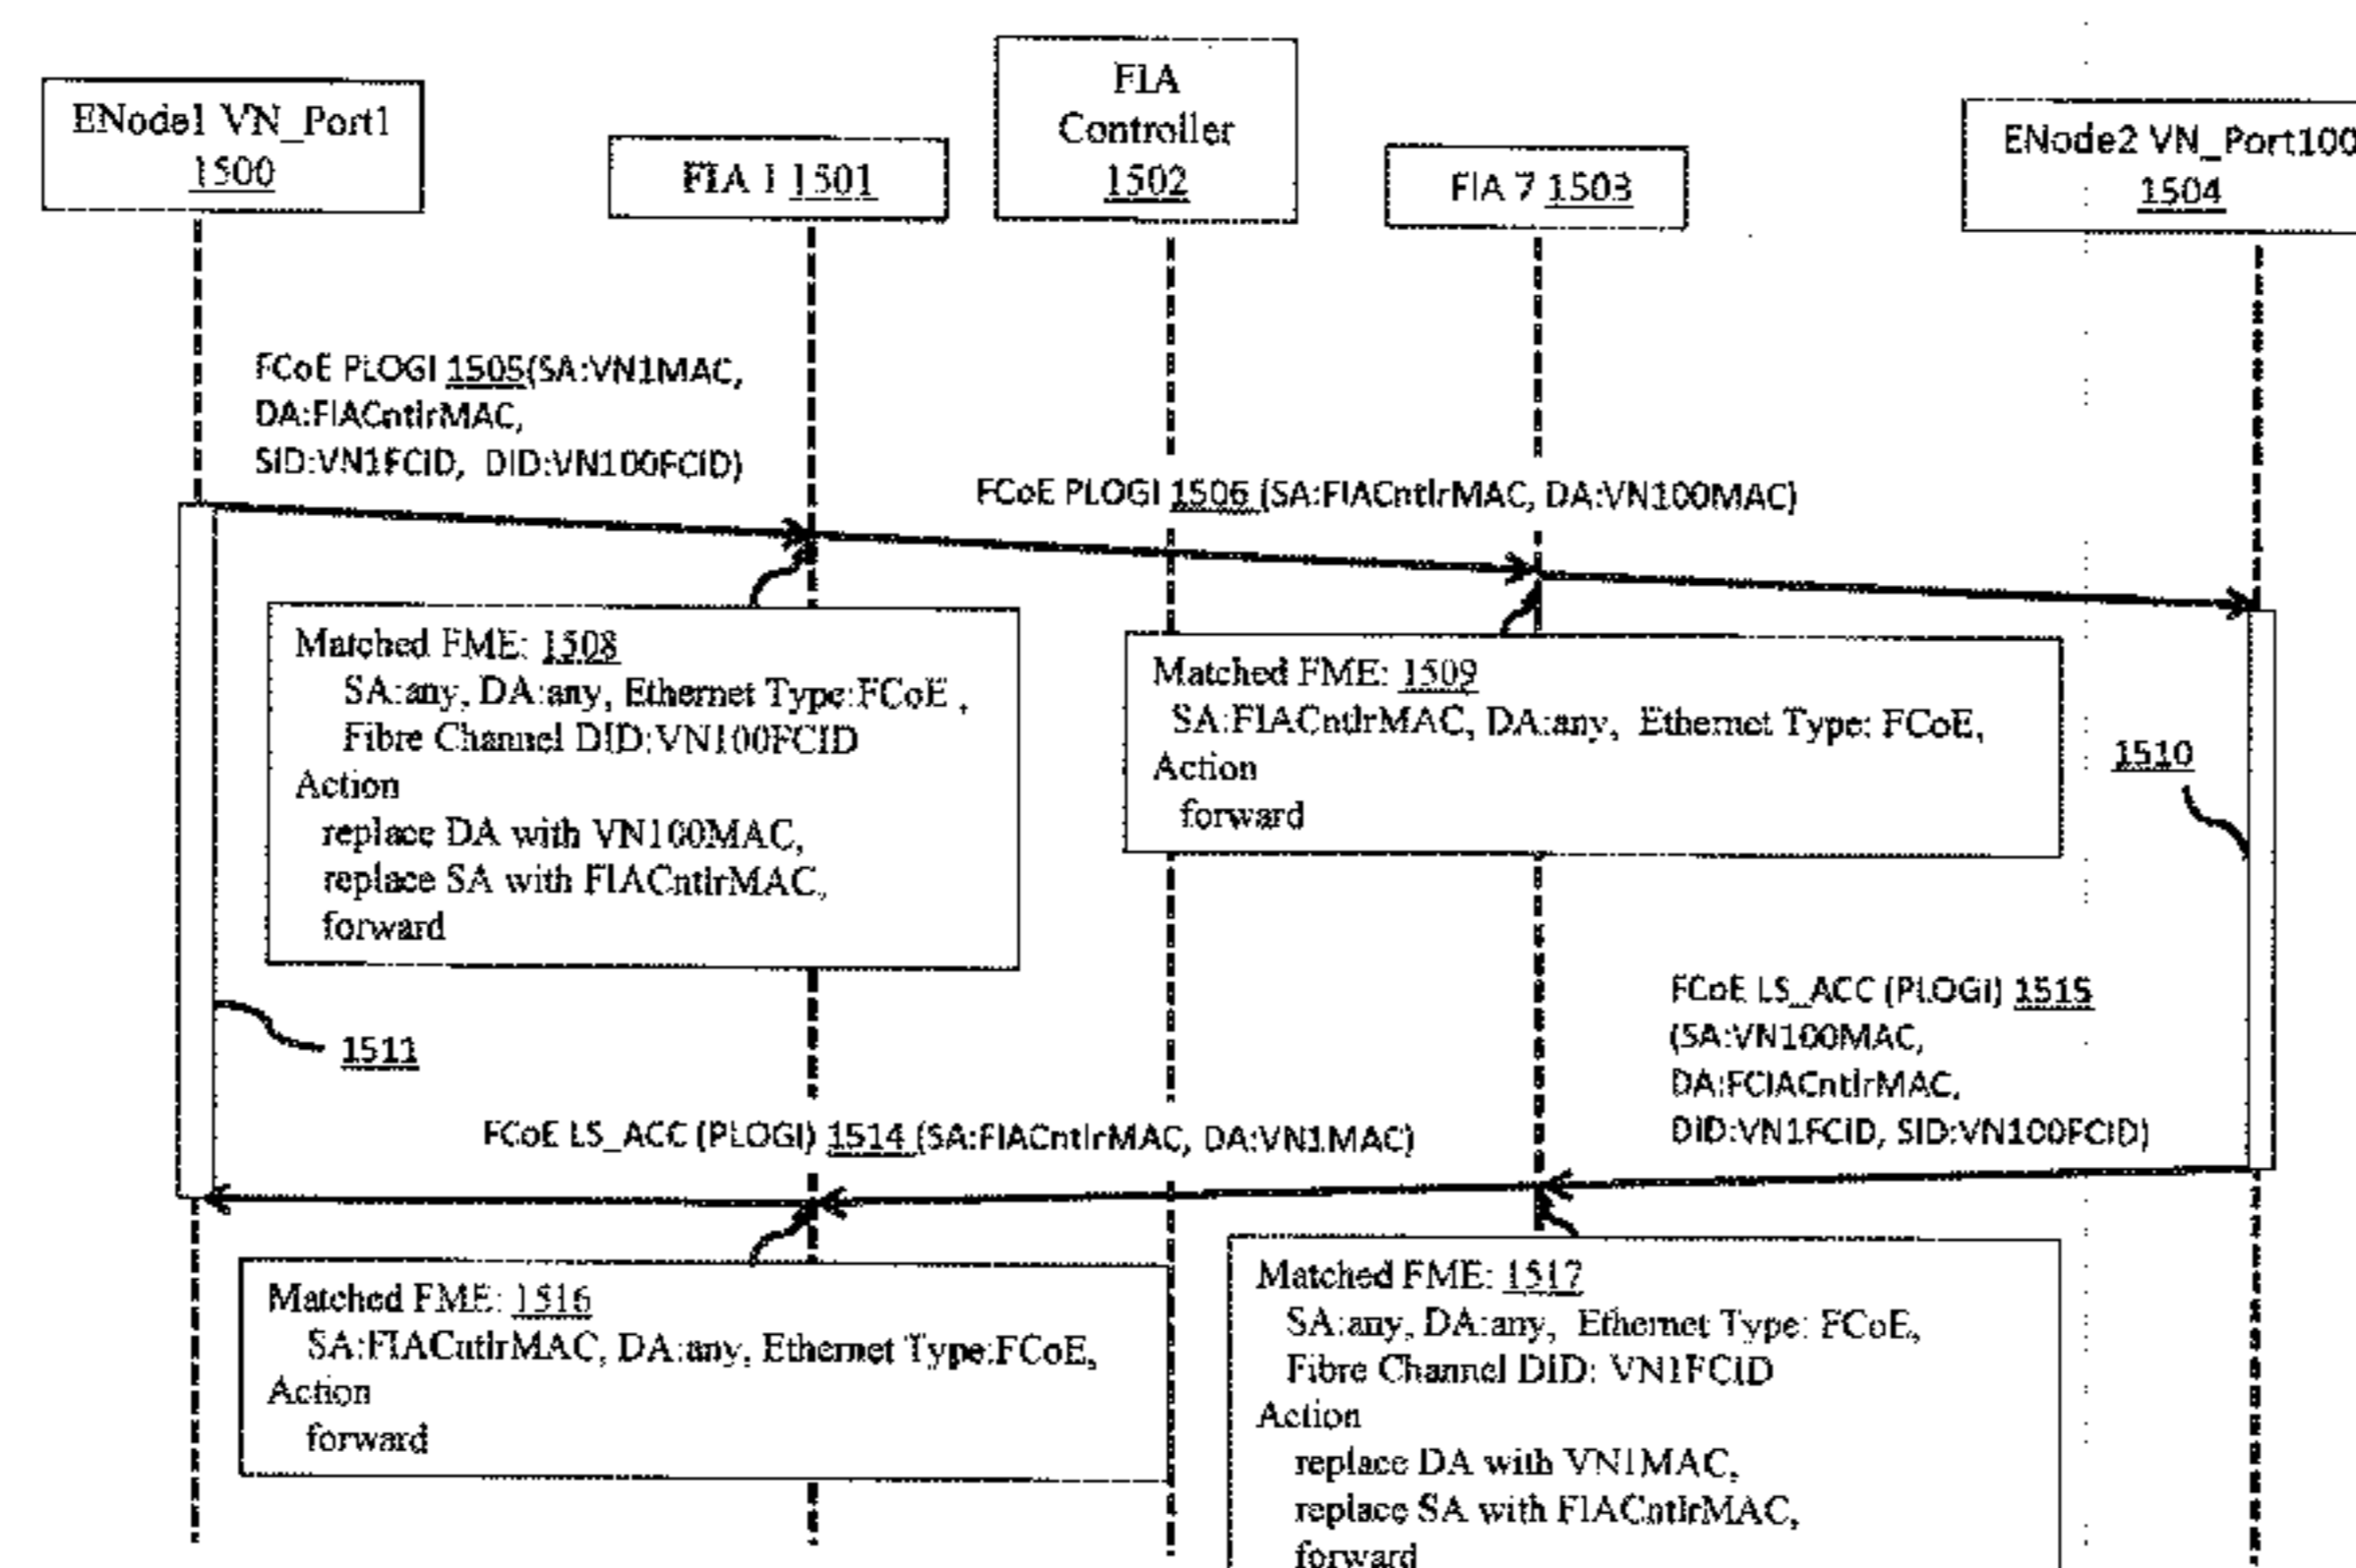 ENode1 VN_Port1
1500
FIA 1 1501
FIA
Controller
1502
FIA 7 1503
ENode2 VN_Port100
1504
FCoE PLOGI 1505(SA:VN1MAC,
DA:FIACntlrMAC,
SID:VN1FCID, DID:VN100FCID)
FCoE PLOGI 1506 (SA:FIACntlrMAC, DA:VN100MAC)
Matched FME: 1508
SA:any, DA:any, Ethernet Type:FCoE ,
Fibre Channel DID:VN100FCID
Action
replace DA with VN100MAC,
replace SA with FIACntlrMAC,
forward
Matched FME: 1509
SA:FIACntlrMAC, DA:any, Ethernet Type: FCoE,
Action
forward
1510
1511
FCoE LS_ACC (PLOGI) 1515
(SA:VN100MAC,
DA:FCIACntlrMAC,
DID:VN1FCID, SID:VN100FCID)
FCoE LS_ACC (PLOGI) 1514 (SA:FIACntlrMAC, DA:VN1MAC)
Matched FME: 1516
SA:FIACntlrMAC, DA:any, Ethernet Type:FCoE,
Action
forward
Matched FME: 1517
SA:any, DA:any, Ethernet Type: FCoE,
Fibre Channel DID: VN1FCID
Action
replace DA with VN1MAC,
replace SA with FIACntlrMAC,
forward